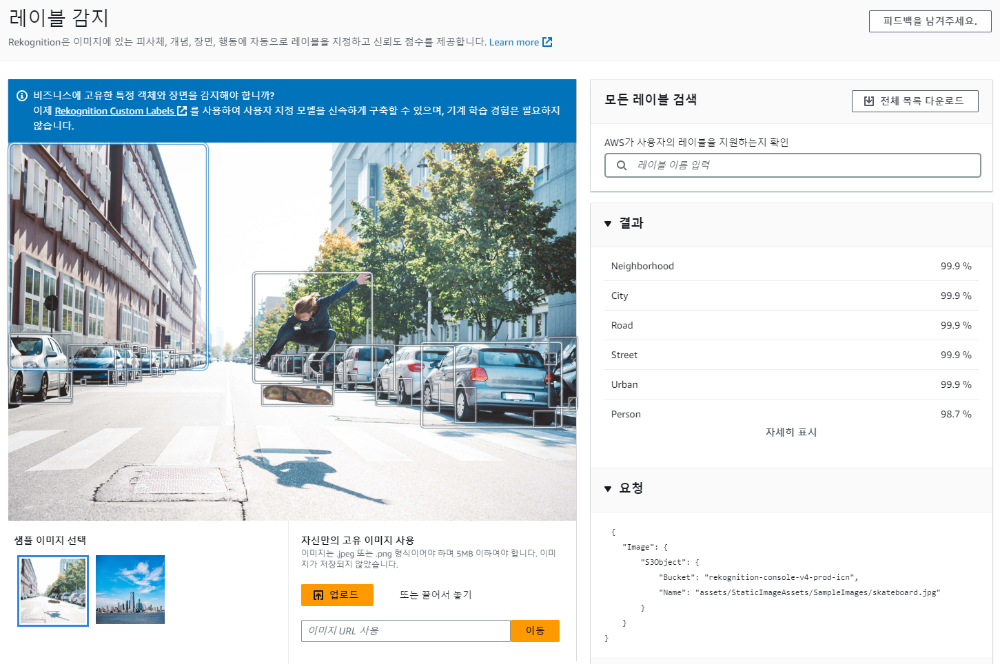 레이블 감지
피드백을 남겨주세요.
Rekognition은 이미지에 있는 피사체, 개념, 장면, 행동에 자동으로 레이블을 지정하고 신뢰도 점수를 제공합니다. Learn more
비즈니스에 고유한 특정 객체와 장면을 감지해야 합니까?
이제 Rekognition Custom Labels 를 사용하여 사용자 지정 모델을 신속하게 구축할 수 있으며, 기계 학습 경험은 필요하지
않습니다.
샘플 이미지 선택
자신만의 고유 이미지 사용
이미지는 .jpeg 또는 .png 형식이어야 하며 5MB 이하여야 합니다. 이미
지가 저장되지 않았습니다.
업로드
또는 끌어서 놓기
이미지 URL 사용
이동
모든 레이블 검색
전체 목록 다운로드
AWS가 사용자의 레이블을 지원하는지 확인
레이블 이름 입력
결과
Neighborhood 99.9 %
City 99.9 %
Road 99.9 %
Street 99.9 %
Urban 99.9 %
Person 98.7 %
자세히 표시
요청
{
"Image": {
"S3Object": {
"Bucket": "rekognition-console-v4-prod-icn",
"Name": "assets/StaticImageAssets/SampleImages/skateboard.jpg"
}
}
}